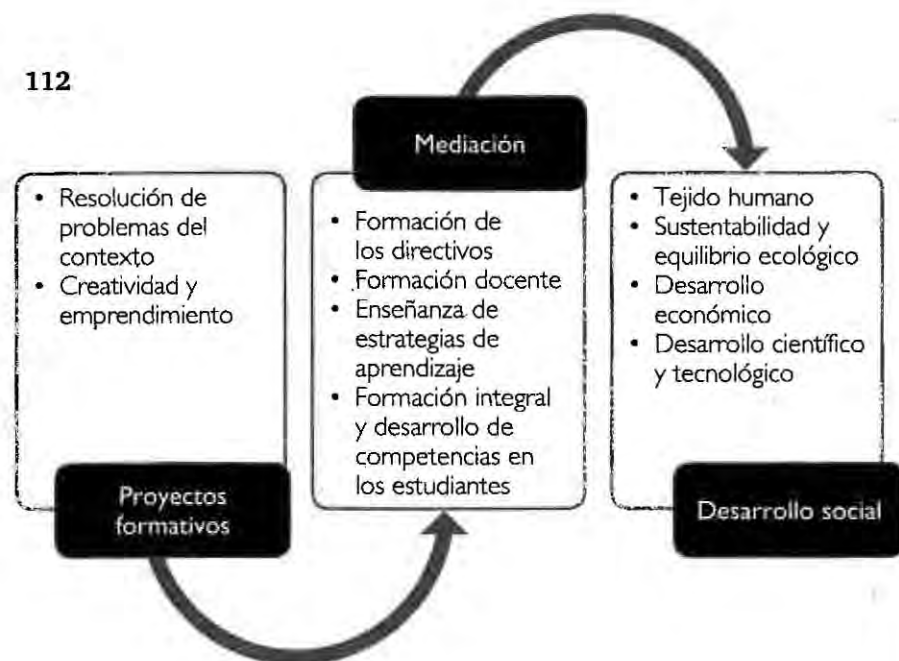 112
• Resolución de
problemas del
contexto
• Creatividad y
emprendimiento
Proyectos
formativos
Mediación
• Formación de
los directivos
• Formación docente
• Enseñanza de
estrategias de
aprendizaje
• Formación integral
y desarrollo de
competencias en
los estudiantes
• Tejido humano
• Sustentabilidad y
equilibrio ecológico
• Desarrollo
económico
• Desarrollo científico
y tecnológico
Desarrollo social